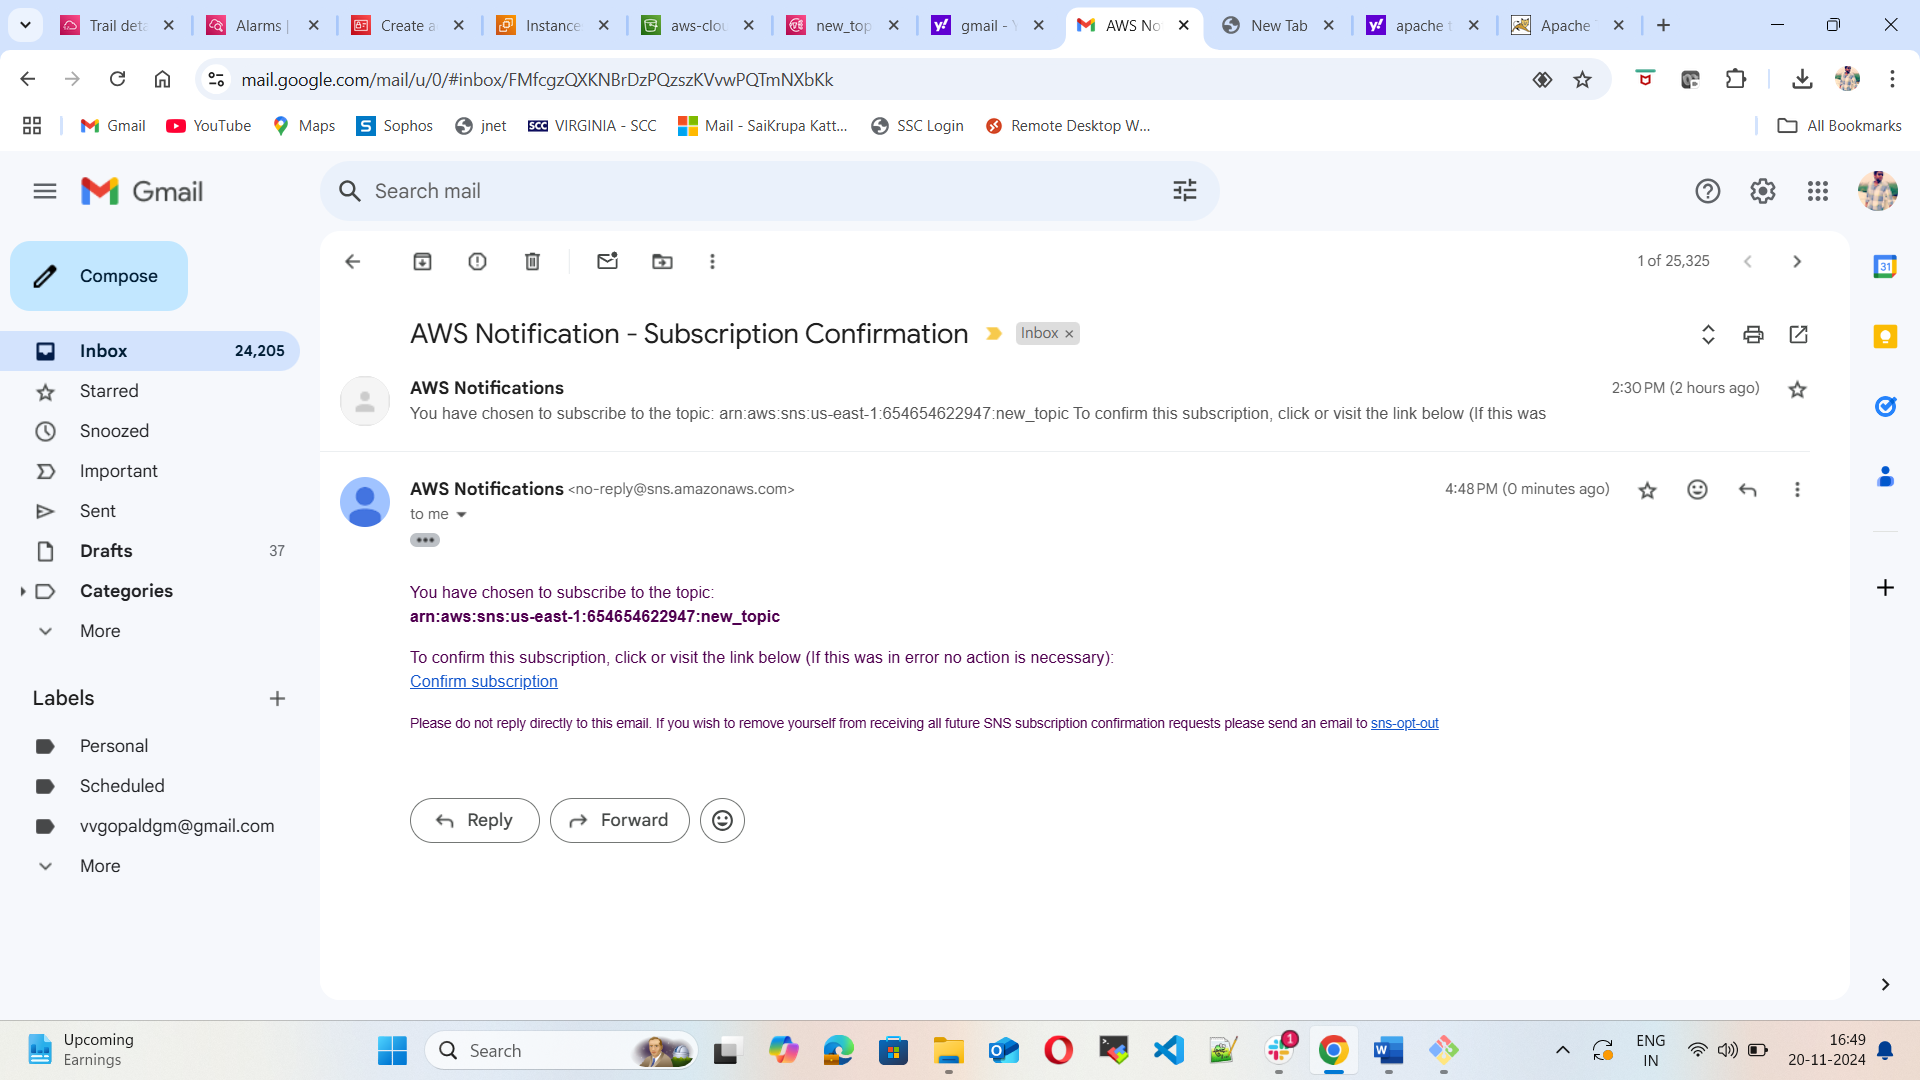 Trail deta
Alarms |
Create a
Instance
aws-clou
new_top
gmail - Y
AWS No
New Tab
apache t
Apache T
mail.google.com/mail/u/0/#inbox/FMfcgzQXKNBrDzPQzszKVvwPQTmNXbKk
Gmail
YouTube
Maps
Sophos
jnet
VIRGINIA - SCC
Mail - SaiKrupa Katt...
SSC Login
Remote Desktop W...
All Bookmarks
Gmail
Search mail
Compose
1 of 25,325
Inbox 24,205
Starred
Snoozed
Important
Sent
Drafts 37
Categories
More
Labels
Personal
Scheduled
vvgopaldgm@gmail.com
More
AWS Notification - Subscription Confirmation
Inbox
AWS Notifications
2:30 PM (2 hours ago)
You have chosen to subscribe to the topic: arn:aws:sns:us-east-1:654654622947:new_topic To confirm this subscription, click or visit the link below (If this was
AWS Notifications <no-reply@sns.amazonaws.com>
4:48 PM (0 minutes ago)
to me
You have chosen to subscribe to the topic:
arn:aws:sns:us-east-1:654654622947:new_topic
To confirm this subscription, click or visit the link below (If this was in error no action is necessary):
Confirm subscription
Please do not reply directly to this email. If you wish to remove yourself from receiving all future SNS subscription confirmation requests please send an email to sns-opt-out
Reply
Forward
31
Upcoming
Earnings
Search
1
ENG
IN
16:49
20-11-2024